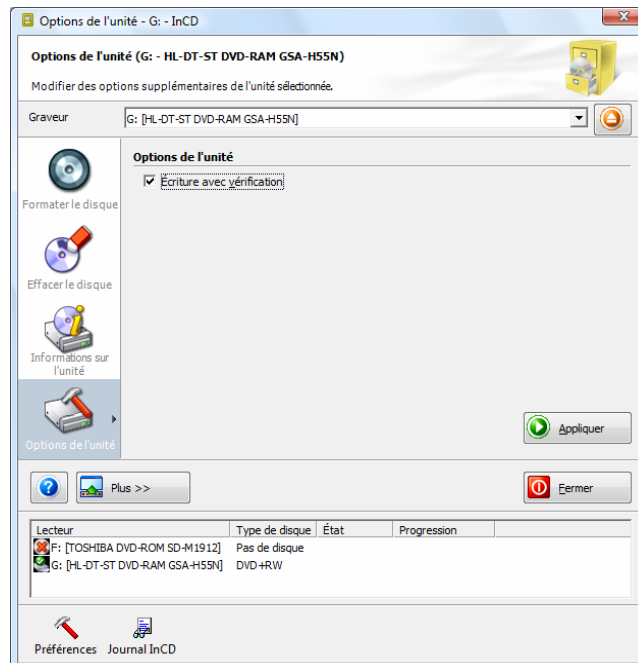 Options de l'unité - G: - InCD
Options de l'unité (G: - HL-DT-ST DVD-RAM GSA-H55N)
Modifier des options supplémentaires de l'unité sélectionnée.
Graveur
G: [HL-DT-ST DVD-RAM GSA-H55N]
Options de l'unité
Écriture avec vérification
Formater le disque
Effacer le disque
Informations sur
l'unité
Options de l'unité
Appliquer
Plus >>
Fermer
Lecteur Type de disque État Progression
F: [TOSHIBA DVD-ROM SD-M1912] Pas de disque
G: [HL-DT-ST DVD-RAM GSA-H55N] DVD+RW
Préférences Journal InCD